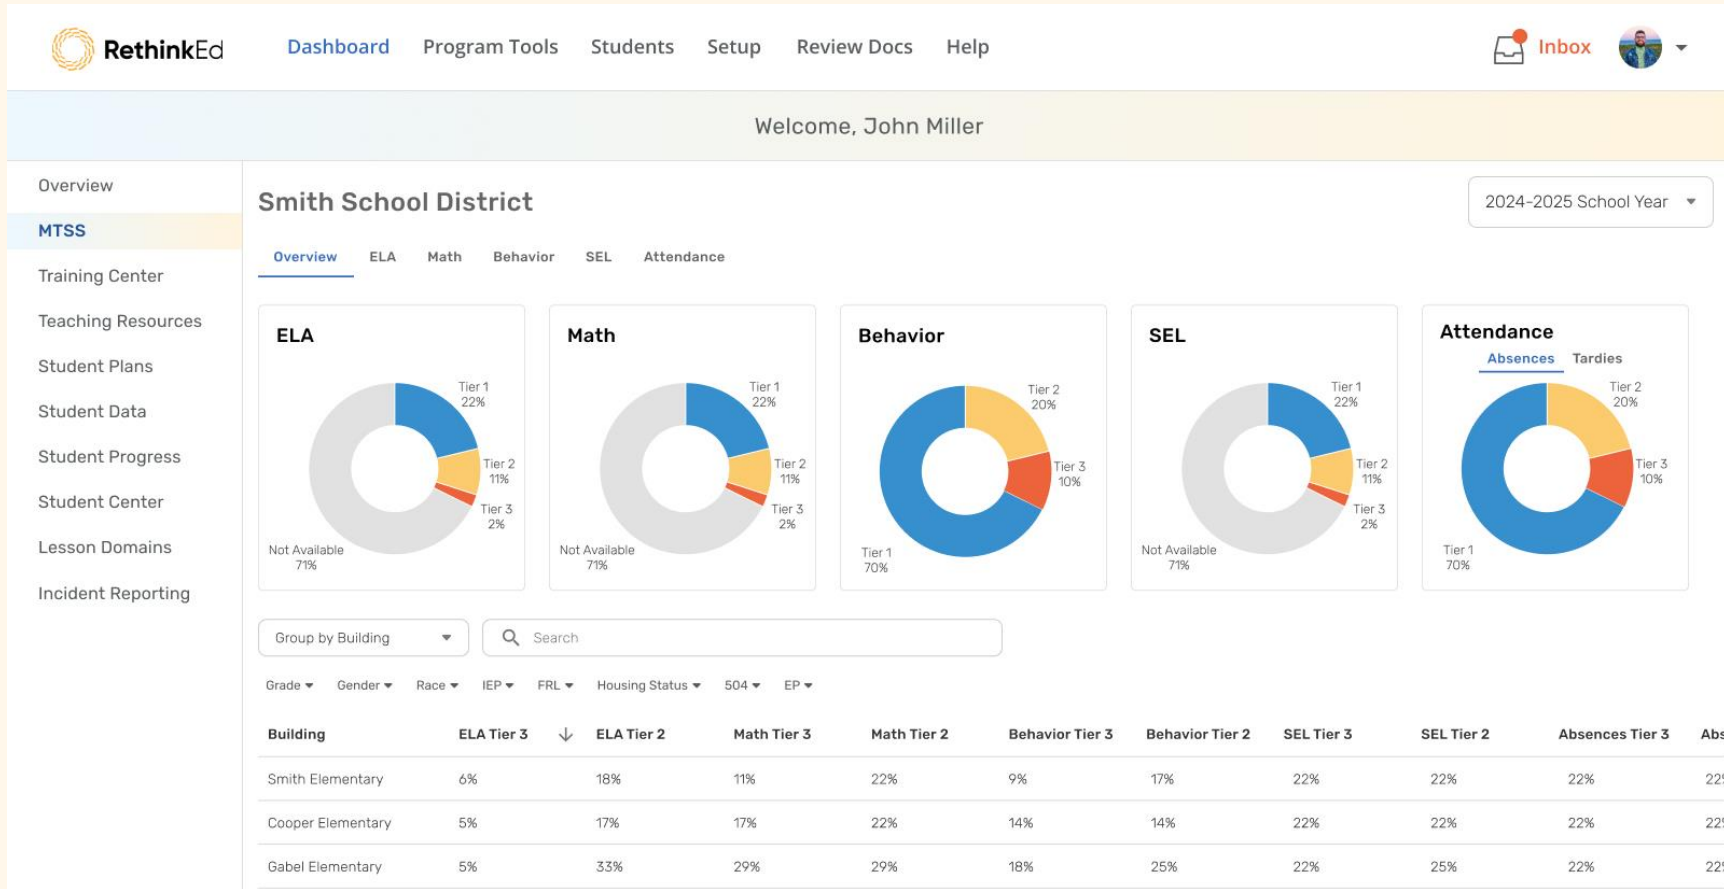 RethinkEd
Dashboard Program Tools Students Setup Review Docs Help
Inbox
Welcome, John Miller
Overview
MTSS
Training Center
Teaching Resources
Student Plans
Student Data
Student Progress
Student Center
Lesson Domains
Incident Reporting
Smith School District
2024-2025 School Year
Overview ELA Math Behavior SEL Attendance
ELA
Tier 1
22%
Tier 2
11%
Tier 3
2%
Not Available
71%
Math
Tier 1
22%
Tier 2
11%
Tier 3
2%
Not Available
71%
Behavior
Tier 2
20%
Tier 3
10%
Tier 1
70%
SEL
Tier 1
22%
Tier 2
11%
Tier 3
2%
Not Available
71%
Attendance
Absences Tardies
Tier 2
20%
Tier 3
10%
Tier 1
70%
Group by Building
Search
Grade Gender Race IEP FRL Housing Status 504 EP
Building ELA Tier 3 ELA Tier 2 Math Tier 3 Math Tier 2 Behavior Tier 3 Behavior Tier 2 SEL Tier 3 SEL Tier 2 Absences Tier 3
Smith Elementary 6% 18% 11% 22% 9% 17% 22% 22% 22%
Cooper Elementary 5% 17% 17% 22% 14% 14% 22% 22% 22%
Gabel Elementary 5% 33% 29% 29% 18% 25% 22% 25% 22%